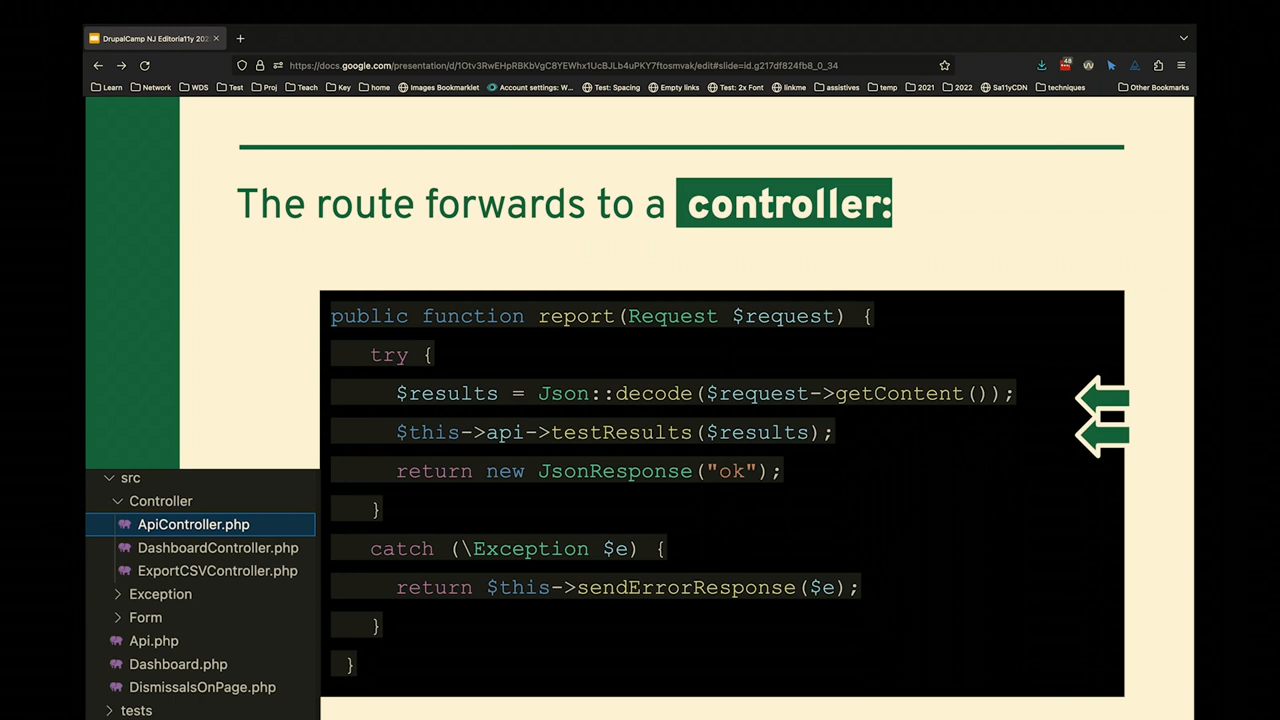 DrupalCamp NJ Editoria11y 202
https://docs.google.com/presentation/d/1Otv3RwEHpRBKbVgC8YEWhx1UcBJLb4uPKY7ftosmvak/edit#slide=id.g217df824fb8_0_34
48
Learn Network WDS Test Proj Teach Key home Images Bookmarklet Account settings: W... Test: Spacing Empty links Test: 2x Font linkme assistives temp 2021 2022 Sa11yCDN techniques Other Bookmarks
The route forwards to a controller:
public function report(Request $request) {
try {
$results = Json::decode($request->getContent());
$this->api->testResults($results);
return new JsonResponse("ok");
}
catch (\Exception $e) {
return $this->sendErrorResponse($e);
}
}
src
Controller
ApiController.php
DashboardController.php
ExportCSVController.php
Exception
Form
Api.php
Dashboard.php
DismissalsOnPage.php
tests